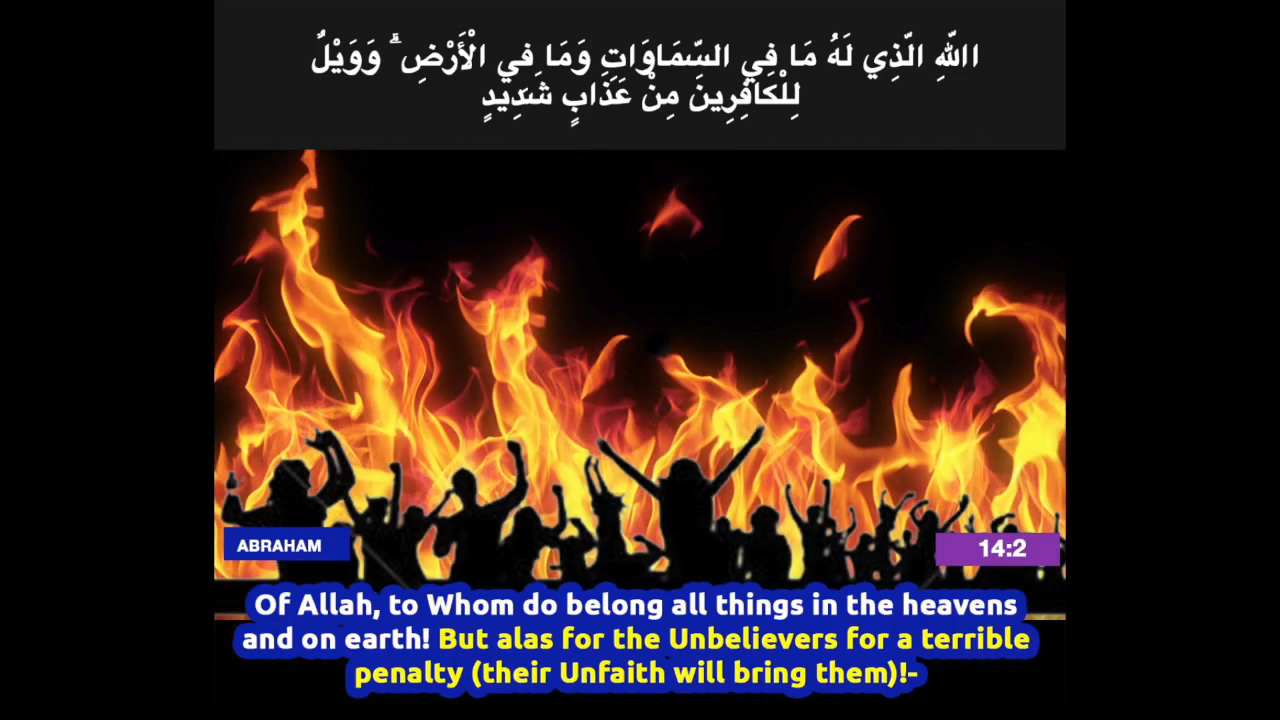 اللَّهِ الَّذِي لَهُ مَا فِي السَّمَاوَاتِ وَمَا فِي الْأَرْضِ ۗ وَوَيْلٌ
لِلْكَافِرِينَ مِنْ عَذَابٍ شَدِيدٍ
ABRAHAM
14:2
Of Allah, to Whom do belong all things in the heavens
and on earth! But alas for the Unbelievers for a terrible
penalty (their Unfaith will bring them)!-